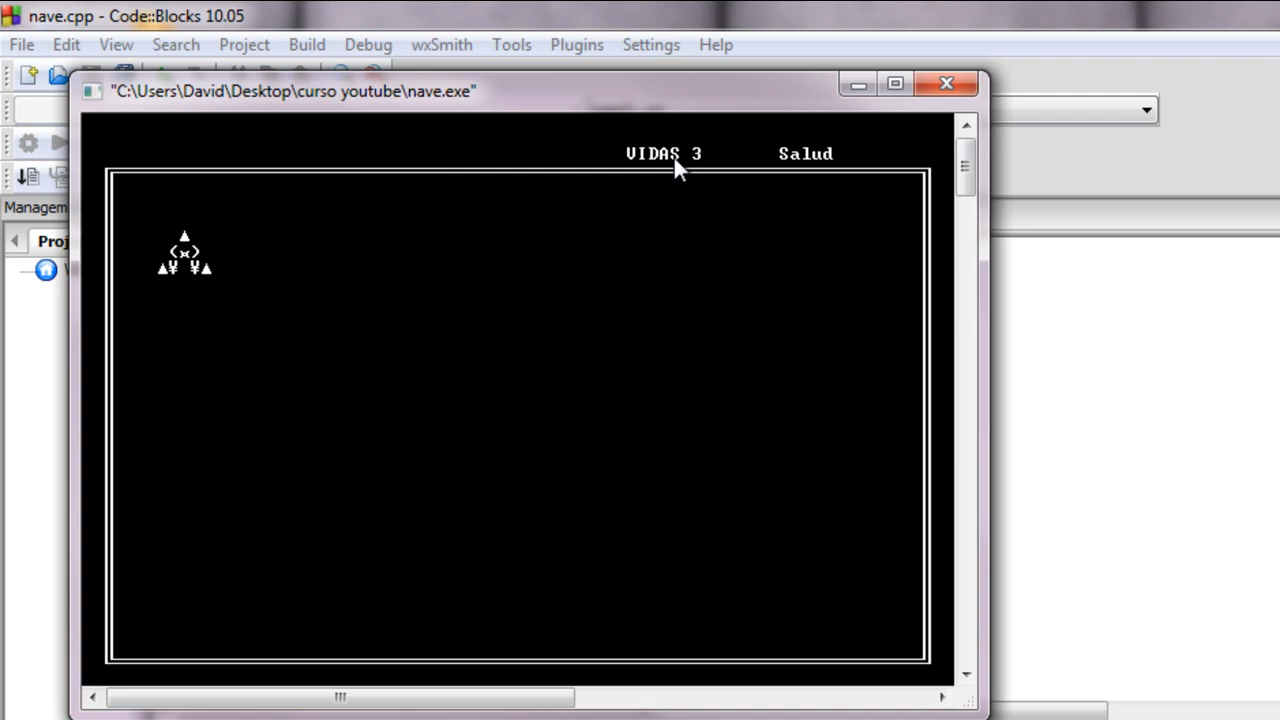 nave.cpp - Code::Blocks 10.05
File Edit View Search Project Build Debug wxSmith Tools Plugins Settings Help
"C:\Users\David\Desktop\curso youtube\nave.exe"
VIDAS 3 Salud
Managem
Proj